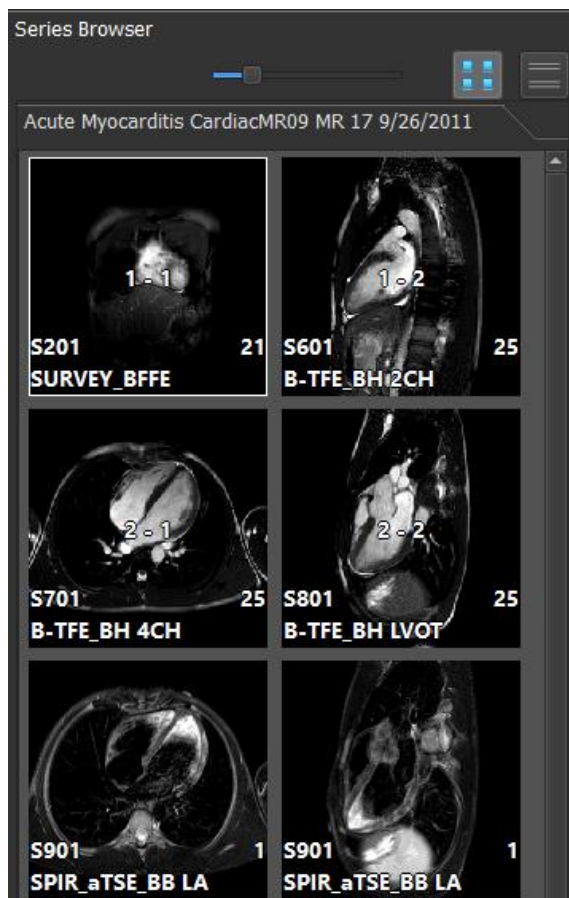 Series Browser
Acute Myocarditis CardiacMR09 MR 17 9/26/2011
1 - 1
S201 21
SURVEY_BFFE
1 - 2
S601 25
B-TFE_BH 2CH
2 - 1
S701 25
B-TFE_BH 4CH
2 - 2
S801 25
B-TFE_BH LVOT
S901 1
SPIR_aTSE_BB LA
S901 1
SPIR_aTSE_BB LA